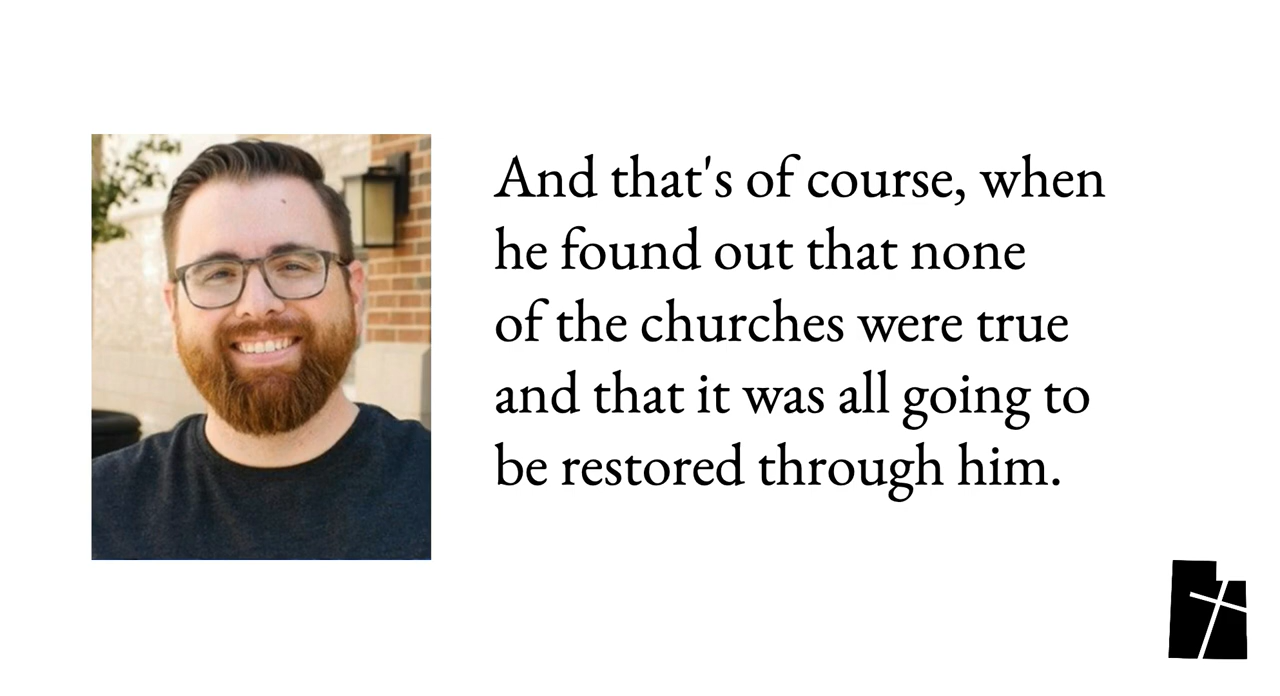 And that's of course, when
he found out that none
of the churches were true
and that it was all going to
be restored through him.